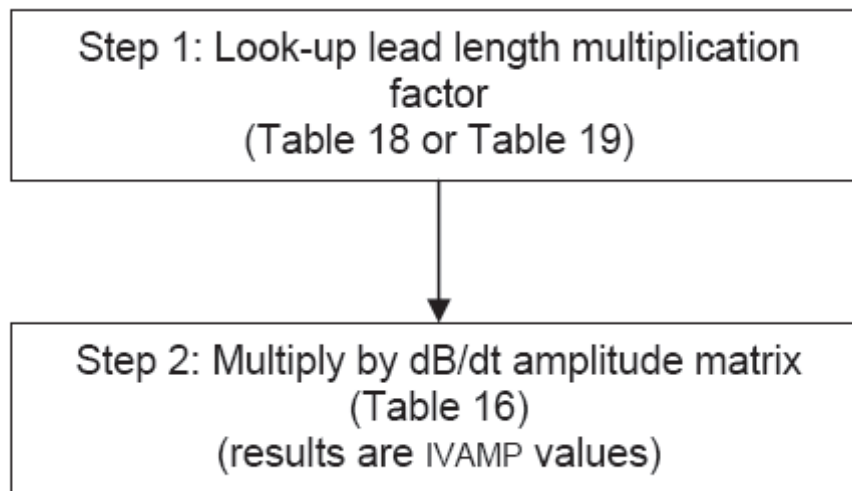 Step 1: Look-up lead length multiplication
factor
(Table 18 or Table 19)
Step 2: Multiply by dB/dt amplitude matrix
(Table 16)
(results are IVAMP values)